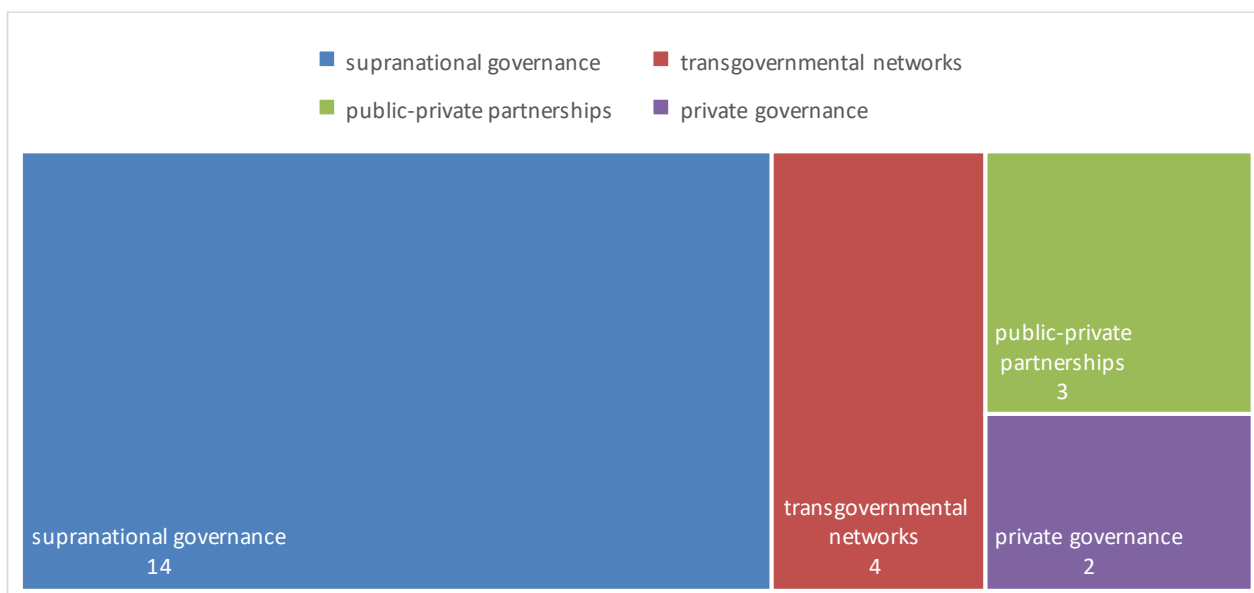 supranational governance
transgovernmental networks
public-private partnerships
private governance
supranational governance
14
transgovernmental
networks
4
public-private
partnerships
3
private governance
2